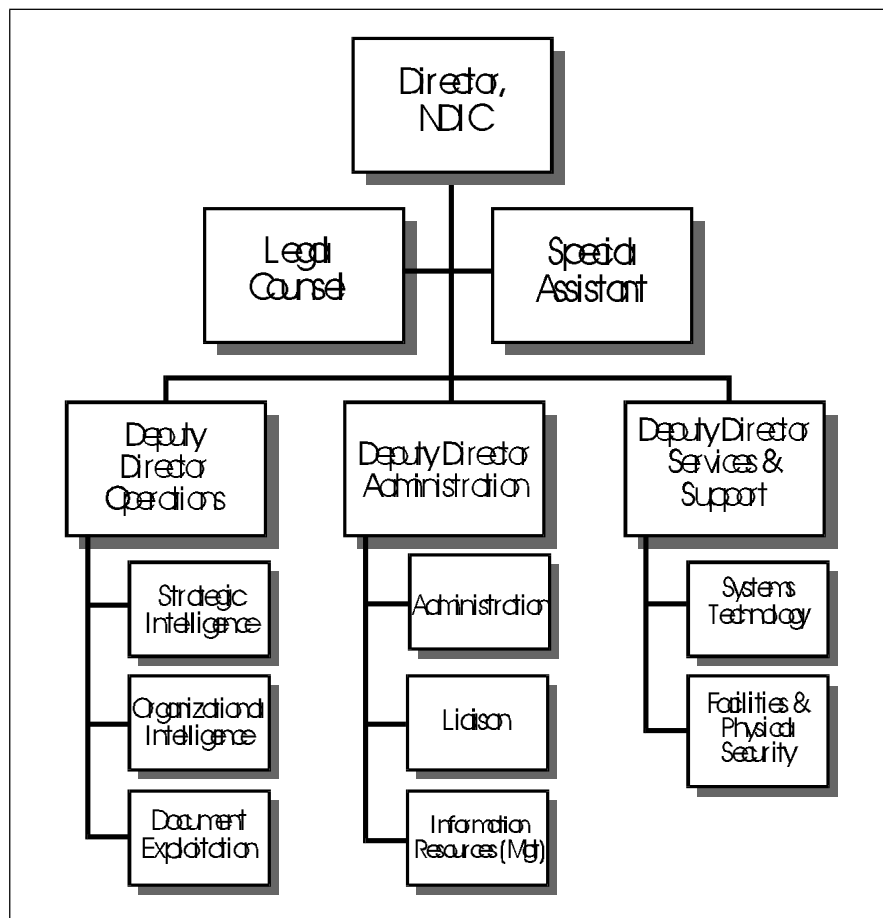 Director,
NDIC
Legal
Counsel
Special
Assistant
Deputy
Director
Operations
Deputy Director
Administration
Deputy Director
Services &
Support
Strategic
Intelligence
Organizational
Intelligence
Document
Exploitation
Administration
Liaison
Information
Resources (Mgt)
Systems
Technology
Facilities &
Physical
Security